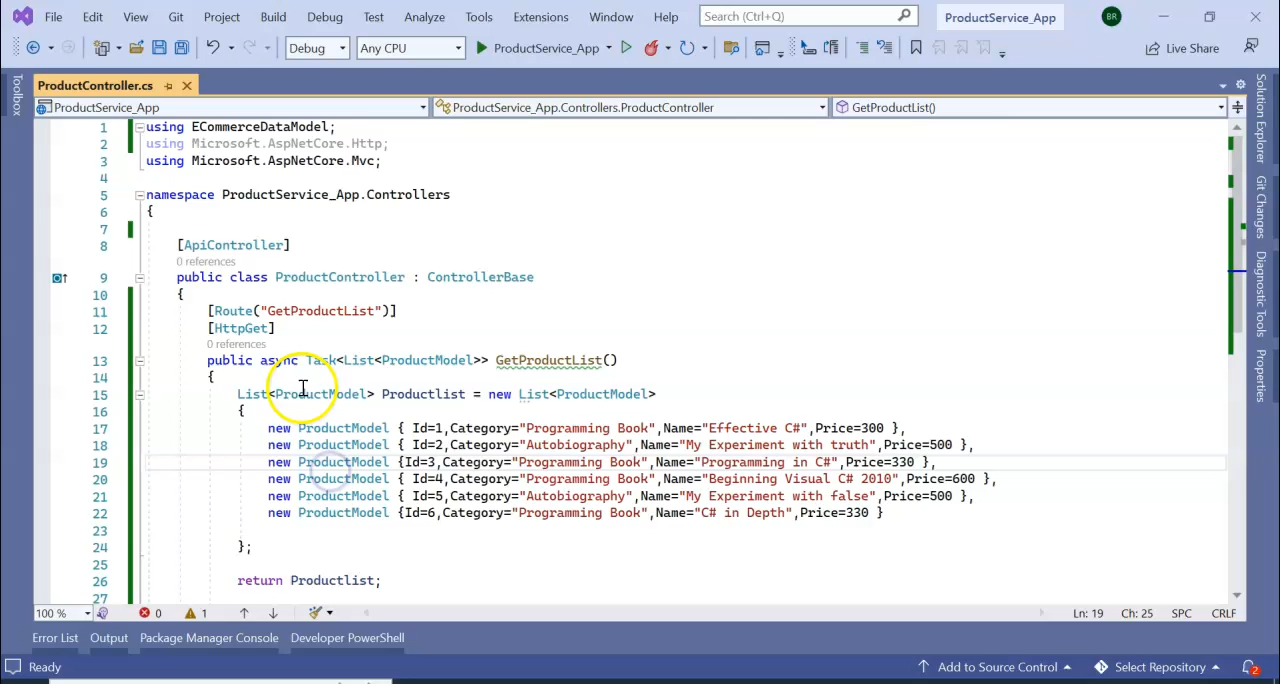 File Edit View Git Project Build Debug Test Analyze Tools Extensions Window Help Search (Ctrl+Q) ProductService_App BR
Debug Any CPU ProductService_App Live Share
ProductController.cs
ProductService_App ProductService_App.Controllers.ProductController GetProductList()
1 using ECommerceDataModel;
2 using Microsoft.AspNetCore.Http;
3 using Microsoft.AspNetCore.Mvc;
4
5 namespace ProductService_App.Controllers
6 {
7
8 [ApiController]
0 references
9 public class ProductController : ControllerBase
10 {
11 [Route("GetProductList")]
12 [HttpGet]
0 references
13 public async Task<List<ProductModel>> GetProductList()
14 {
15 List<ProductModel> Productlist = new List<ProductModel>
16 {
17 new ProductModel { Id=1,Category="Programming Book",Name="Effective C#",Price=300 },
18 new ProductModel { Id=2,Category="Autobiography",Name="My Experiment with truth",Price=500 },
19 new ProductModel {Id=3,Category="Programming Book",Name="Programming in C#",Price=330 },
20 new ProductModel { Id=4,Category="Programming Book",Name="Beginning Visual C# 2010",Price=600 },
21 new ProductModel { Id=5,Category="Autobiography",Name="My Experiment with false",Price=500 },
22 new ProductModel {Id=6,Category="Programming Book",Name="C# in Depth",Price=330 }
23
24 };
25
26 return Productlist;
27
100 % 0 1 Ln: 19 Ch: 25 SPC CRLF
Error List Output Package Manager Console Developer PowerShell
Ready Add to Source Control Select Repository 2
Toolbox
Solution Explorer
Git Changes
Diagnostic Tools
Properties